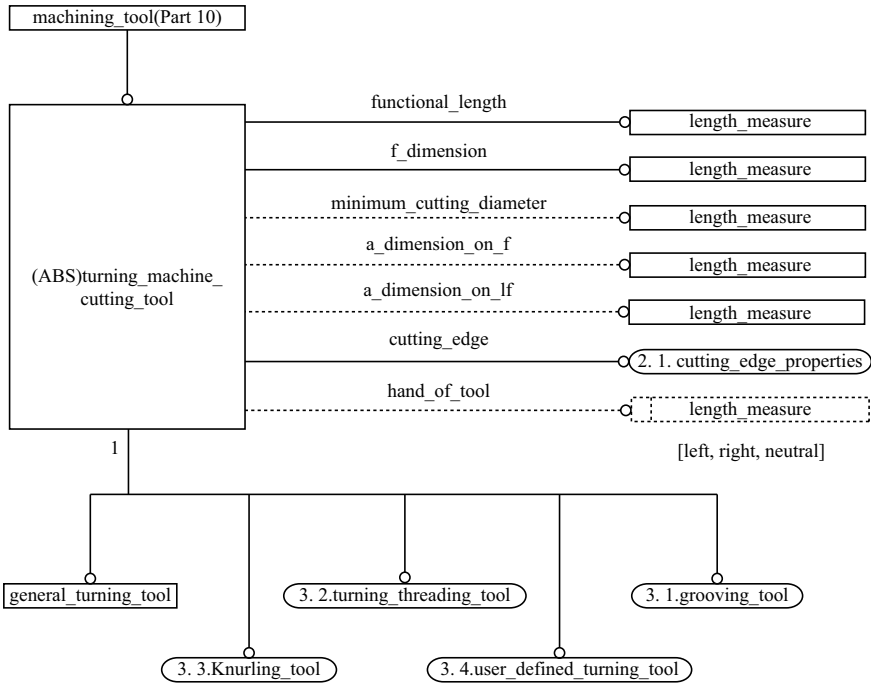 machining_tool(Part 10)
functional_length
length_measure
f_dimension
length_measure
minimum_cutting_diameter
length_measure
a_dimension_on_f
length_measure
(ABS)turning_machine_
cutting_tool
a_dimension_on_lf
length_measure
cutting_edge
2. 1. cutting_edge_properties
hand_of_tool
length_measure
1
[left, right, neutral]
general_turning_tool
3. 2.turning_threading_tool
3. 1.grooving_tool
3. 3.Knurling_tool
3. 4.user_defined_turning_tool